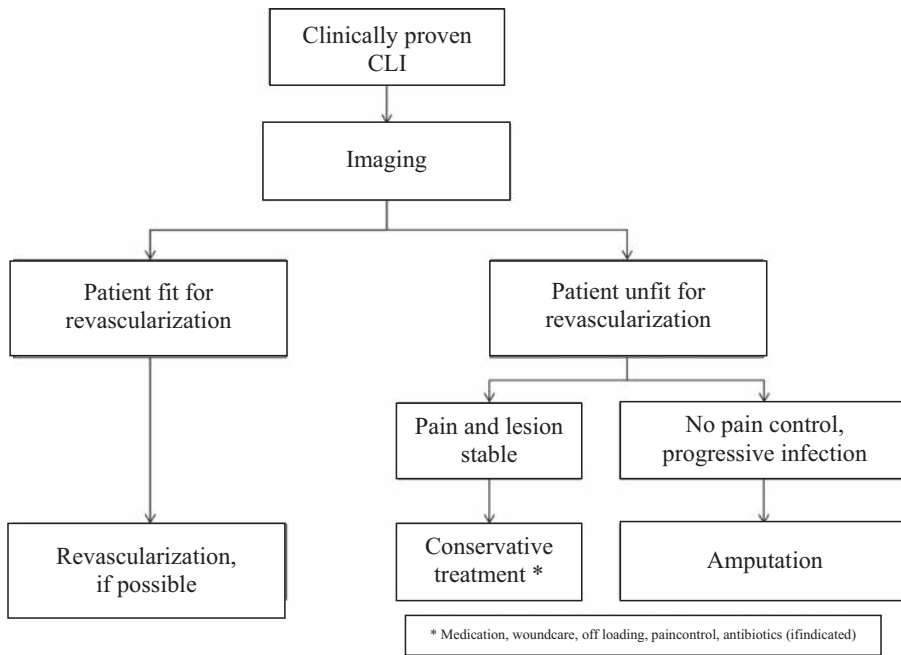 Clinically proven
CLI
Imaging
Patient fit for
revascularization
Patient unfit for
revascularization
Pain and lesion
stable
No pain control,
progressive infection
Revascularization,
if possible
Conservative
treatment *
Amputation
* Medication, woundcare, off loading, paincontrol, antibiotics (ifindicated)